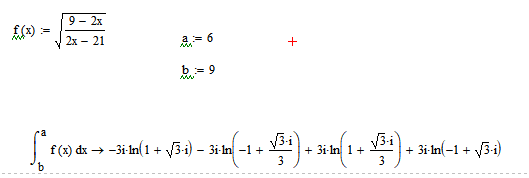 f(x) := √((9 − 2x)/(2x − 21))
a := 6
b := 9
∫_b^a f(x) dx → −3i·ln(1 + √3·i) − 3i·ln(−1 + √3·i/3) + 3i·ln(1 + √3·i/3) + 3i·ln(−1 + √3·i)